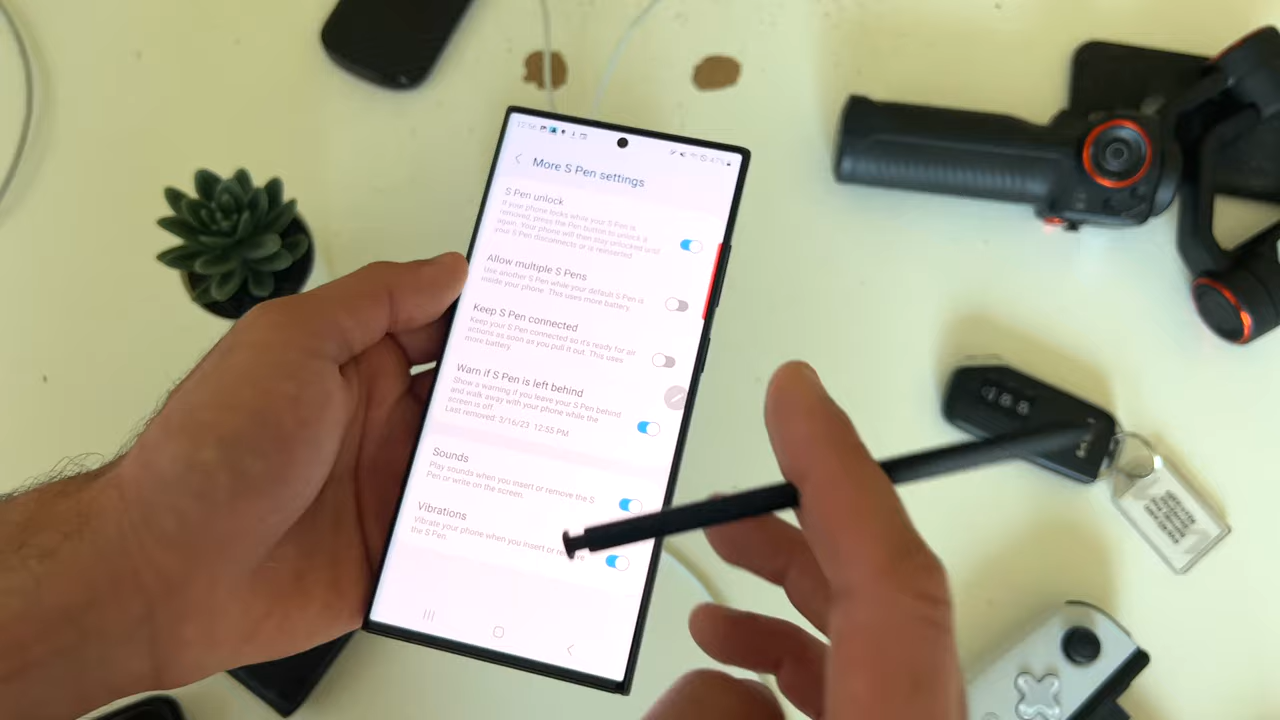 12:56
47%
More S Pen settings
S Pen unlock
If your phone locks while your S Pen is
removed, press the Pen button to unlock it
again. Your phone will then stay unlocked until
your S Pen disconnects or is reinserted.
Allow multiple S Pens
Use another S Pen while your default S Pen is
inside your phone. This uses more battery.
Keep S Pen connected
Keep your S Pen connected so it's ready for air
actions as soon as you pull it out. This uses
more battery.
Warn if S Pen is left behind
Show a warning if you leave your S Pen behind
and walk away with your phone while the
screen is off.
Last removed: 3/16/23 12:55 PM
Sounds
Play sounds when you insert or remove the S
Pen or write on the screen.
Vibrations
Vibrate your phone when you insert or remove
the S Pen.